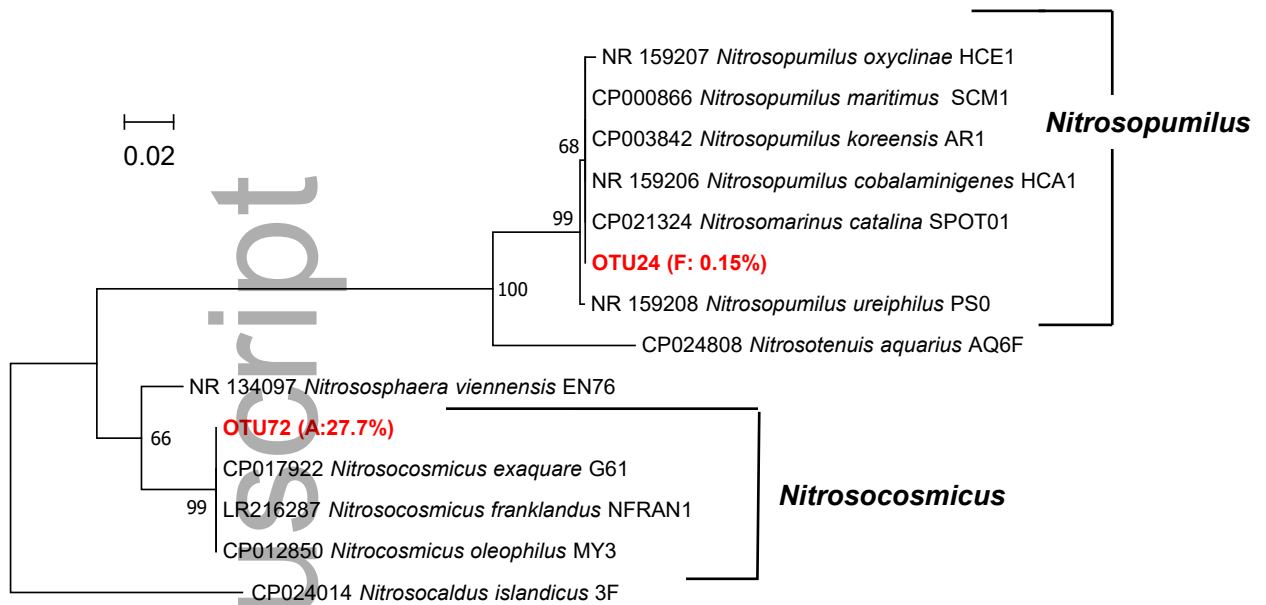 NR 159207 Nitrosopumilus oxyclinae HCE1
CP000866 Nitrosopumilus maritimus SCM1
Nitrosopumilus
0.02
68
CP003842 Nitrosopumilus koreensis AR1
NR 159206 Nitrosopumilus cobalaminigenes HCA1
99
CP021324 Nitrosomarinus catalina SPOT01
OTU24 (F: 0.15%)
100
NR 159208 Nitrosopumilus ureiphilus PS0
CP024808 Nitrosotenuis aquarius AQ6F
NR 134097 Nitrososphaera viennensis EN76
OTU72 (A:27.7%)
66
CP017922 Nitrosocosmicus exaquare G61
Nitrosocosmicus
99
LR216287 Nitrosocosmicus franklandus NFRAN1
CP012850 Nitrocosmicus oleophilus MY3
CP024014 Nitrosocaldus islandicus 3F
uscript